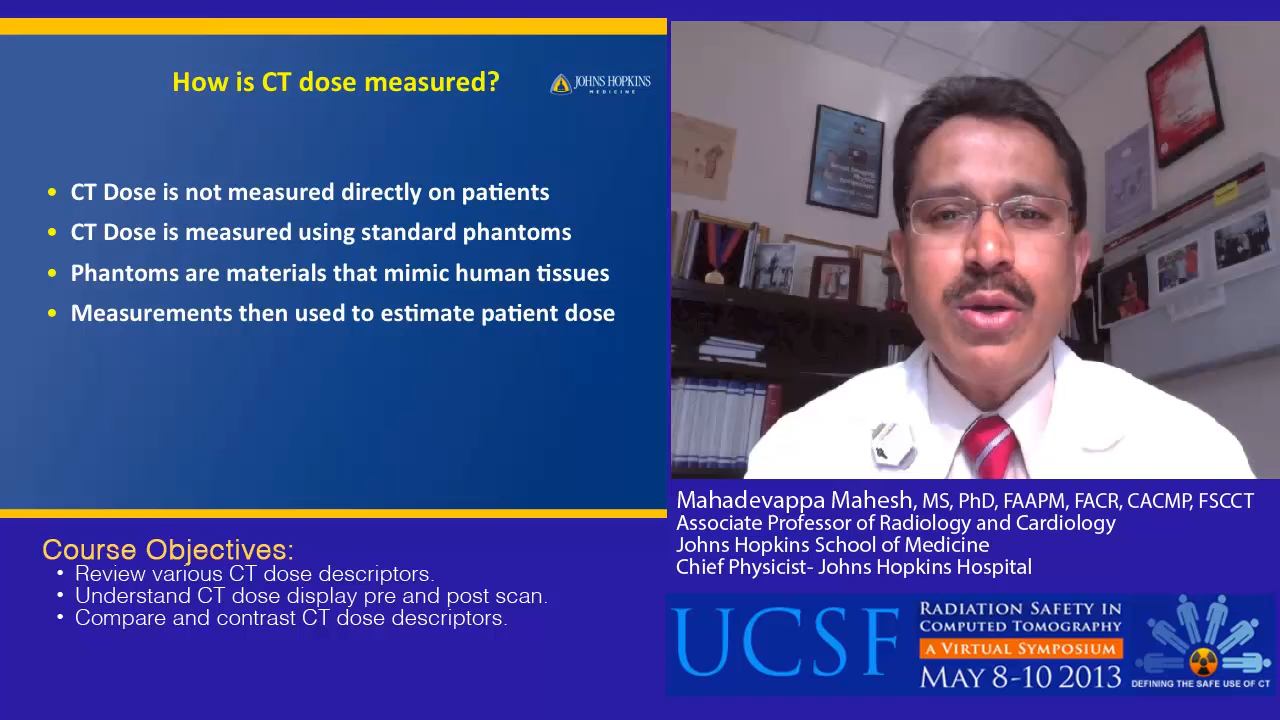 How is CT dose measured?
JOHNS HOPKINS
MEDICINE
• CT Dose is not measured directly on patients
• CT Dose is measured using standard phantoms
• Phantoms are materials that mimic human tissues
• Measurements then used to estimate patient dose
Course Objectives:
• Review various CT dose descriptors.
• Understand CT dose display pre and post scan.
• Compare and contrast CT dose descriptors.
Mahadevappa Mahesh, MS, PhD, FAAPM, FACR, CACMP, FSCCT
Associate Professor of Radiology and Cardiology
Johns Hopkins School of Medicine
Chief Physicist- Johns Hopkins Hospital
UCSF
RADIATION SAFETY IN
COMPUTED TOMOGRAPHY
A VIRTUAL SYMPOSIUM
MAY 8-10 2013
DEFINING THE SAFE USE OF CT